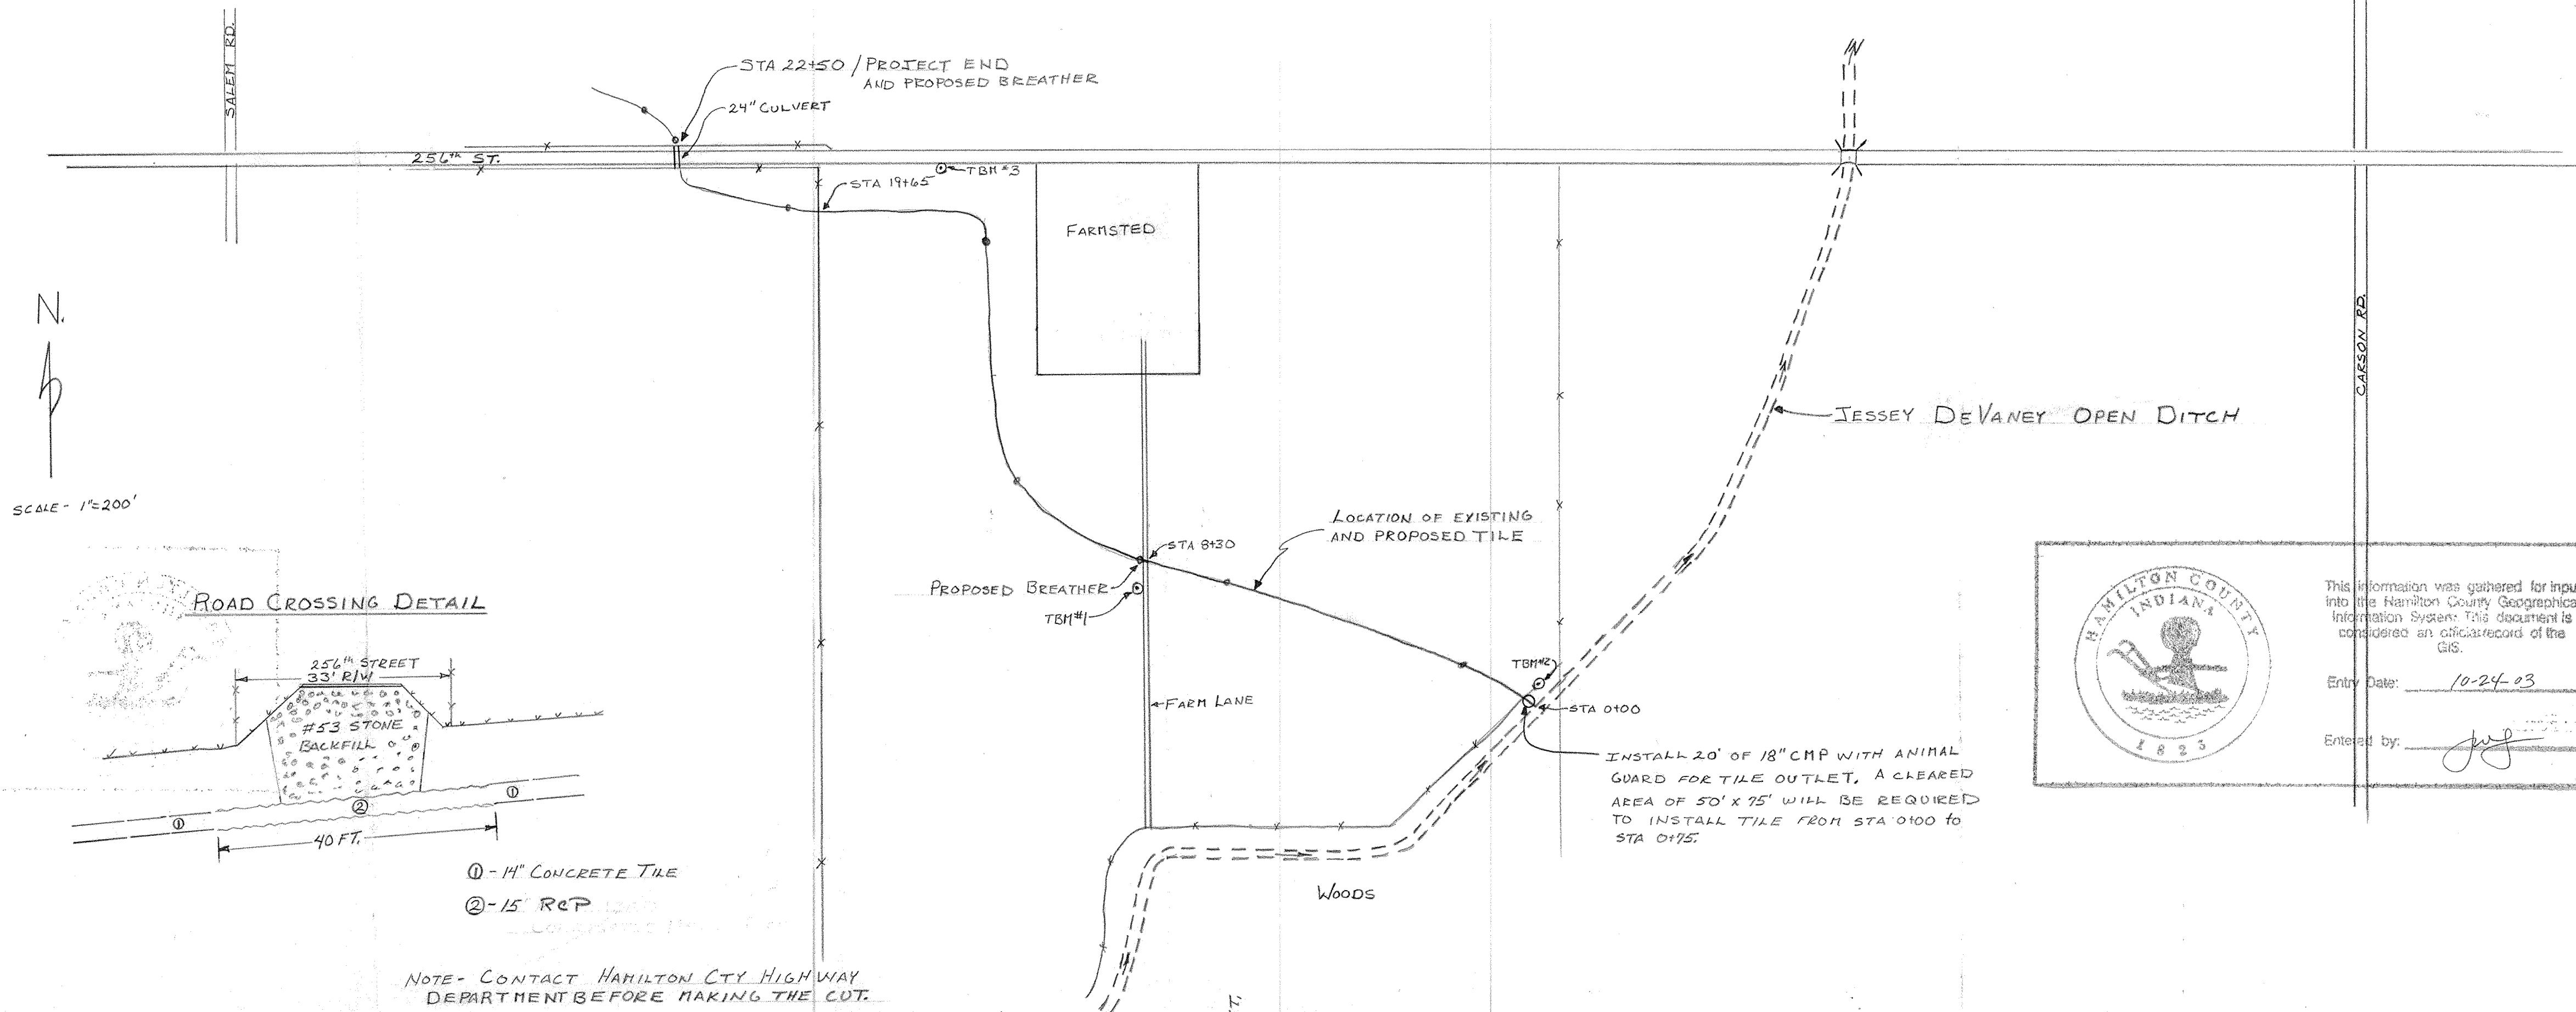 SALEM RD.
STA 22+50 / PROJECT END
AND PROPOSED BREATHER
24" CULVERT
N
256th ST.
STA 19+65
TBM #3
FARMSTED
N.
CARSON RD.
JESSEY DEVANEY OPEN DITCH
SCALE - 1"=200'
LOCATION OF EXISTING
AND PROPOSED TILE
STA 8+30
PROPOSED BREATHER
TBM#1
ROAD CROSSING DETAIL
256th STREET
33' R/W
#53 STONE
BACKFILL
①
②
①
40 FT.
① - 14" CONCRETE TILE
② - 15" RCP
NOTE - CONTACT HAMILTON CTY HIGHWAY
DEPARTMENT BEFORE MAKING THE CUT.
FARM LANE
TBM#2
STA 0+00
INSTALL 20' OF 18" CMP WITH ANIMAL
GUARD FOR TILE OUTLET. A CLEARED
AREA OF 50' X 75' WILL BE REQUIRED
TO INSTALL TILE FROM STA 0+00 to
STA 0+75.
WOODS
HAMILTON COUNTY
INDIANA
1823
This information was gathered for inpu
into the Hamilton County Geographica
Information System. This document is
considered an official record of the
GIS.
Entry Date: 10-24-03
Entered by: